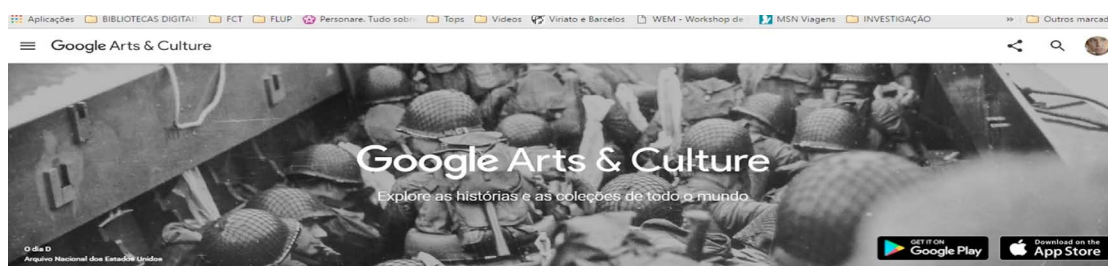 Aplicações BIBLIOTECAS DIGITAI FCT FLUP Personare. Tudo sobr Tops Videos Viriato e Barcelos WEM - Workshop de MSN Viagens INVESTIGAÇÃO » Outros marcad
Google Arts & Culture
Google Arts & Culture
Explore as histórias e as coleções de todo o mundo
O dia D
Arquivo Nacional dos Estados Unidos
GET IT ON
Google Play
Download on the
App Store